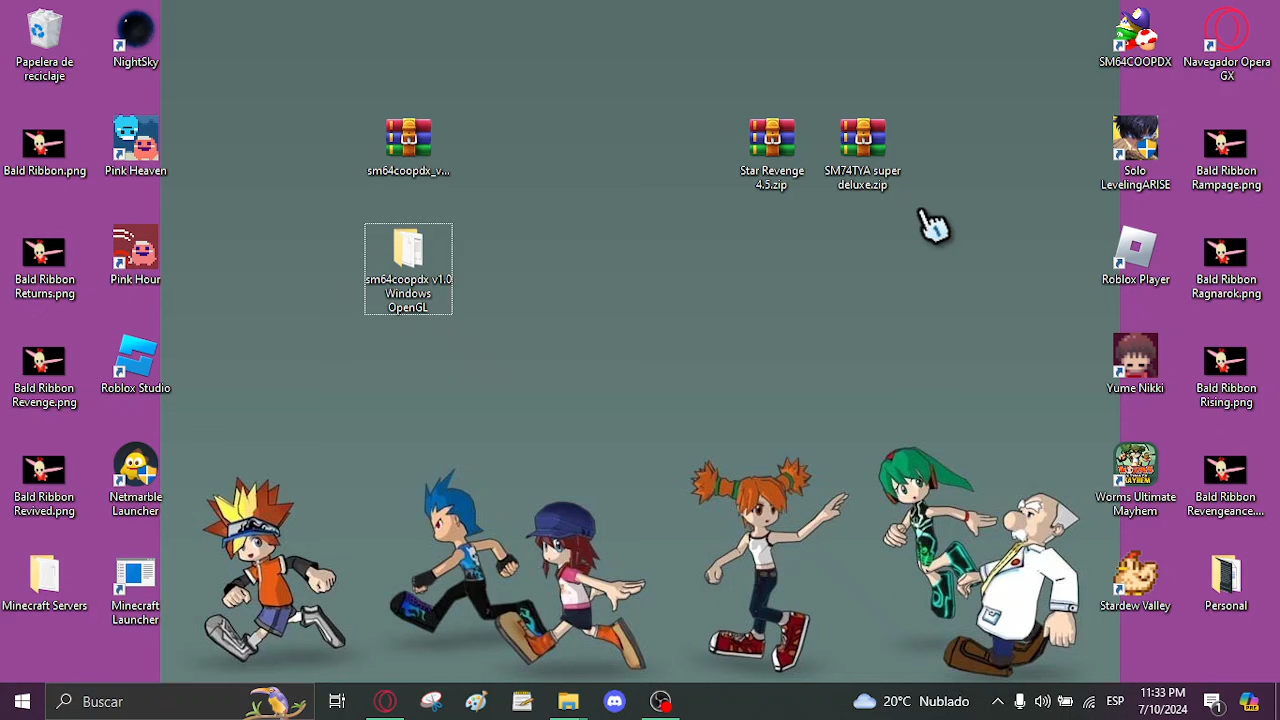 Papelera de
reciclaje
NightSky
SM64COOPDX
Navegador Opera
GX
Bald Ribbon.png
Pink Heaven
sm64coopdx_v...
Star Revenge
4.5.zip
SM74TYA super
deluxe.zip
Solo
LevelingARISE
Bald Ribbon
Rampage.png
Bald Ribbon
Returns.png
Pink Hour
sm64coopdx v1.0
Windows
OpenGL
Roblox Player
Bald Ribbon
Ragnarok.png
Bald Ribbon
Revenge.png
Roblox Studio
Yume Nikki
Bald Ribbon
Rising.png
Bald Ribbon
Revived.png
Netmarble
Launcher
Worms Ultimate
Mayhem
Bald Ribbon
Revengeance....
Minecraft Servers
Minecraft
Launcher
Stardew Valley
Personal
Buscar
20°C Nublado
ESP
11:33 PM
7/10/2024
1